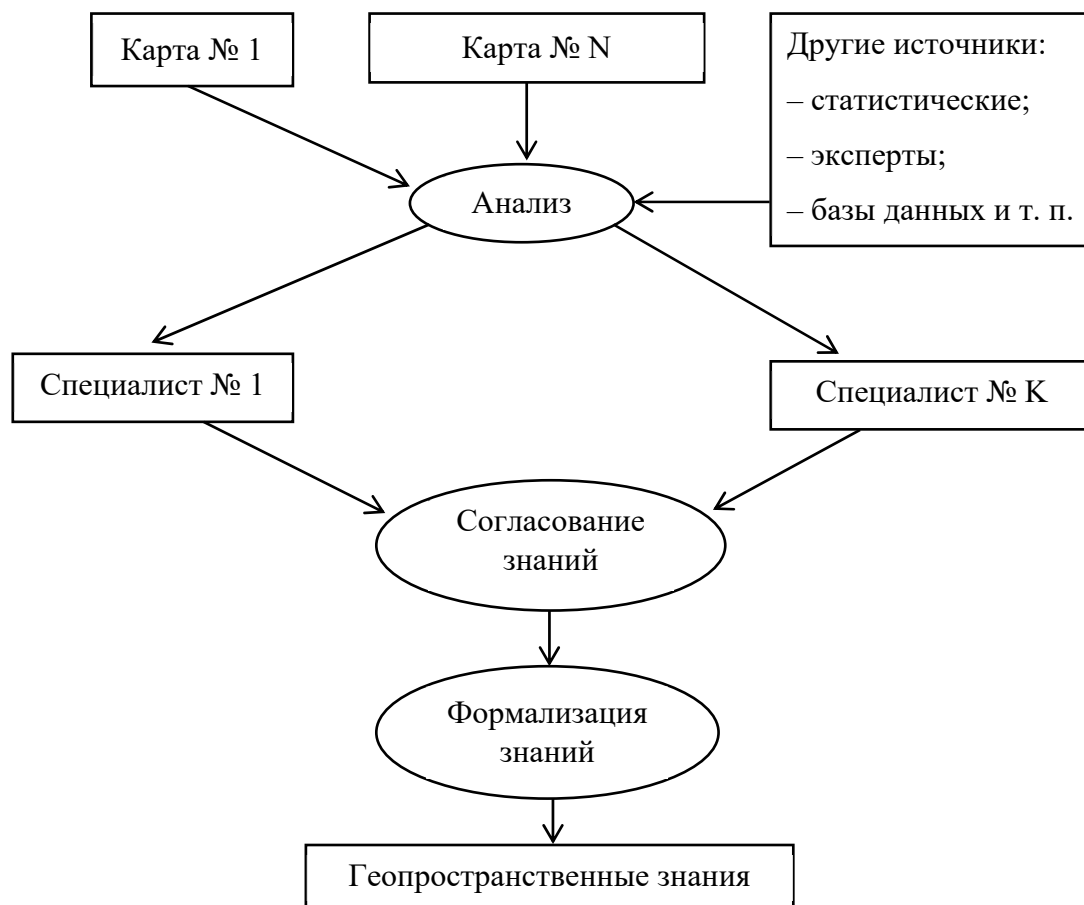 Карта № 1
Карта № N
Другие источники:
– статистические;
– эксперты;
– базы данных и т. п.
Анализ
Специалист № 1
Специалист № K
Согласование
знаний
Формализация
знаний
Геопространственные знания